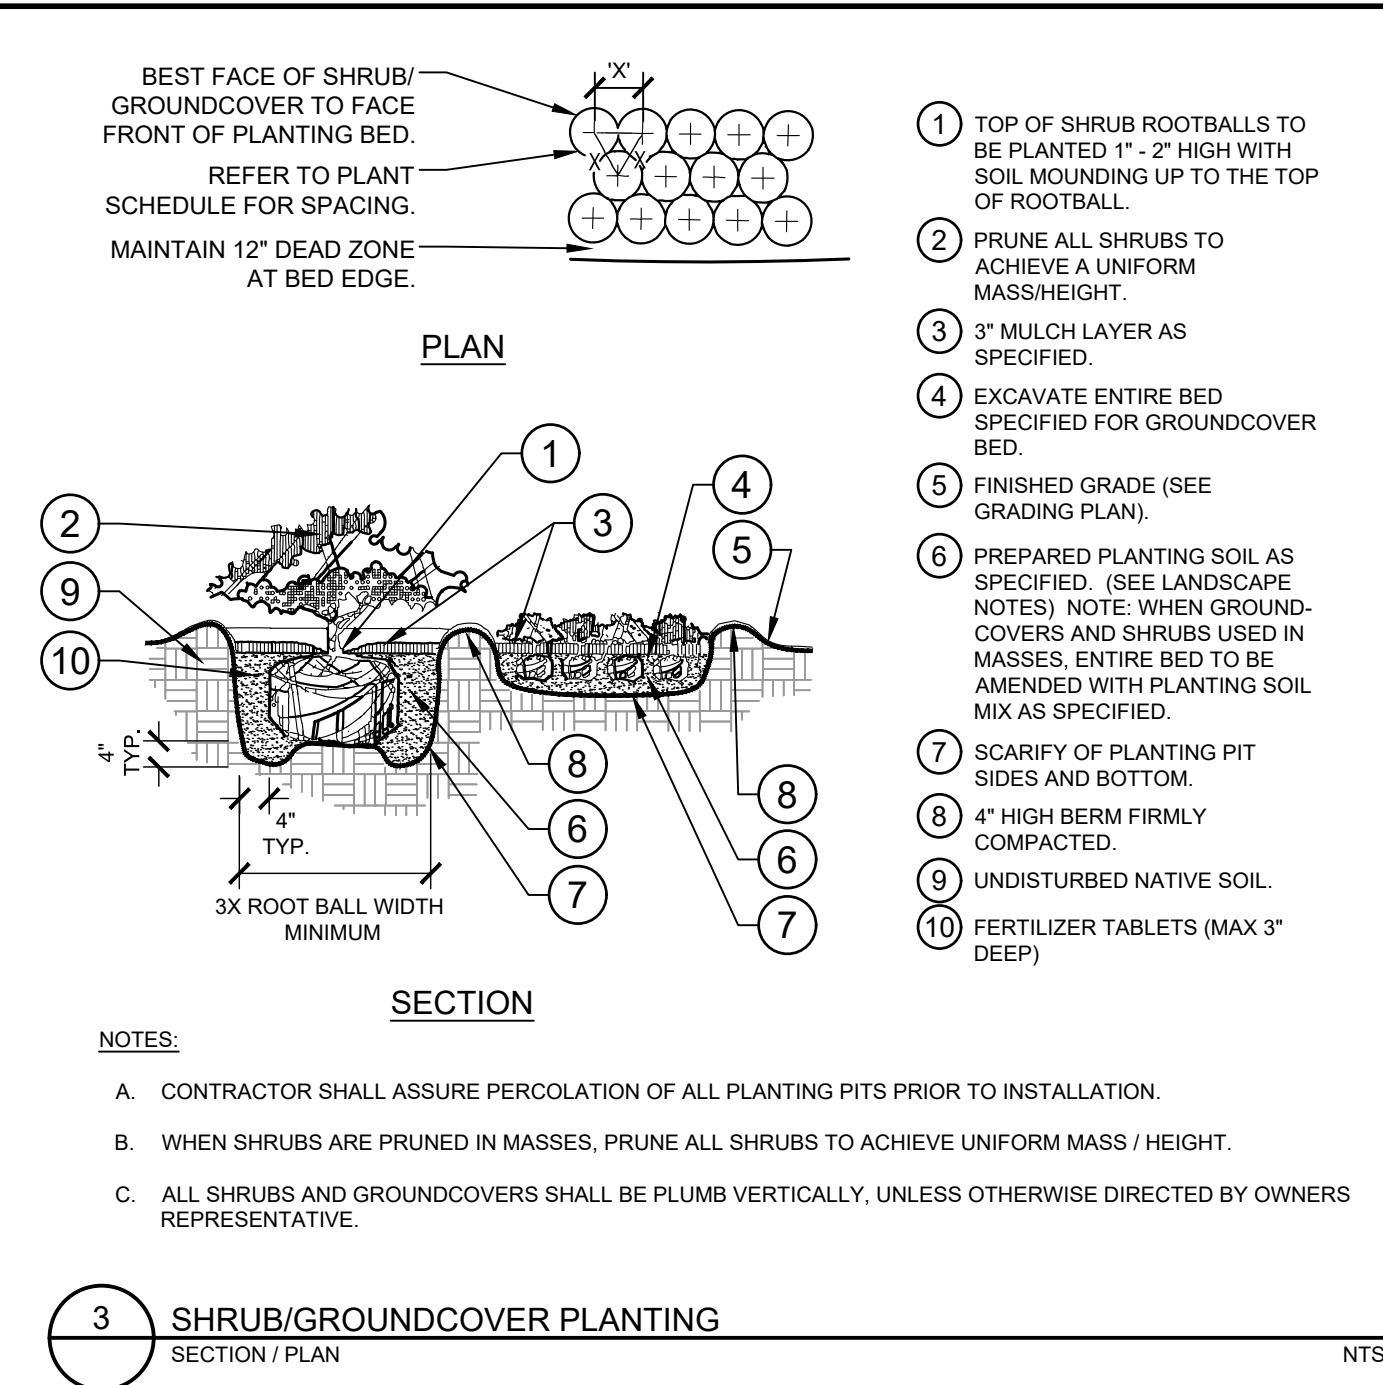 BEST FACE OF SHRUB/
GROUNDCOVER TO FACE
FRONT OF PLANTING BED.
REFER TO PLANT
SCHEDULE FOR SPACING.
MAINTAIN 12" DEAD ZONE
AT BED EDGE.
'X'
X
X
PLAN
1
2
3
4
5
9
10
4"
TYP.
4"
TYP.
3X ROOT BALL WIDTH
MINIMUM
8
6
7
8
6
7
SECTION
1 TOP OF SHRUB ROOTBALLS TO
BE PLANTED 1" - 2" HIGH WITH
SOIL MOUNDING UP TO THE TOP
OF ROOTBALL.
2 PRUNE ALL SHRUBS TO
ACHIEVE A UNIFORM
MASS/HEIGHT.
3 3" MULCH LAYER AS
SPECIFIED.
4 EXCAVATE ENTIRE BED
SPECIFIED FOR GROUNDCOVER
BED.
5 FINISHED GRADE (SEE
GRADING PLAN).
6 PREPARED PLANTING SOIL AS
SPECIFIED. (SEE LANDSCAPE
NOTES) NOTE: WHEN GROUND-
COVERS AND SHRUBS USED IN
MASSES, ENTIRE BED TO BE
AMENDED WITH PLANTING SOIL
MIX AS SPECIFIED.
7 SCARIFY OF PLANTING PIT
SIDES AND BOTTOM.
8 4" HIGH BERM FIRMLY
COMPACTED.
9 UNDISTURBED NATIVE SOIL.
10 FERTILIZER TABLETS (MAX 3"
DEEP)
NOTES:
A. CONTRACTOR SHALL ASSURE PERCOLATION OF ALL PLANTING PITS PRIOR TO INSTALLATION.
B. WHEN SHRUBS ARE PRUNED IN MASSES, PRUNE ALL SHRUBS TO ACHIEVE UNIFORM MASS / HEIGHT.
C. ALL SHRUBS AND GROUNDCOVERS SHALL BE PLUMB VERTICALLY, UNLESS OTHERWISE DIRECTED BY OWNERS
REPRESENTATIVE.
3 SHRUB/GROUNDCOVER PLANTING
SECTION / PLAN
NTS